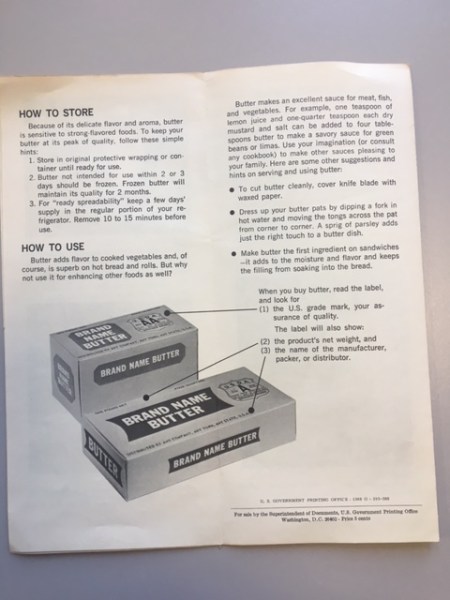 HOW TO STORE
Because of its delicate flavor and aroma, butter
is sensitive to strong-flavored foods. To keep your
butter at its peak of quality, follow these simple
hints:
1. Store in original protective wrapping or con-
tainer until ready for use.
2. Butter not intended for use within 2 or 3
days should be frozen. Frozen butter will
maintain its quality for 2 months.
3. For "ready spreadability" keep a few days'
supply in the regular portion of your re-
frigerator. Remove 10 to 15 minutes before
use.
HOW TO USE
Butter adds flavor to cooked vegetables and, of
course, is superb on hot bread and rolls. But why
not use it for enhancing other foods as well?
Butter makes an excellent sauce for meat, fish,
and vegetables. For example, one teaspoon of
lemon juice and one-quarter teaspoon each dry
mustard and salt can be added to four table-
spoons butter to make a savory sauce for green
beans or limas. Use your imagination (or consult
any cookbook) to make other sauces pleasing to
your family. Here are some other suggestions and
hints on serving and using butter:
● To cut butter cleanly, cover knife blade with
waxed paper.
● Dress up your butter pats by dipping a fork in
hot water and moving the tongs across the pat
from corner to corner. A sprig of parsley adds
just the right touch to a butter dish.
● Make butter the first ingredient on sandwiches
—it adds to the moisture and flavor and keeps
the filling from soaking into the bread.
When you buy butter, read the label,
and look for
(1) the U.S. grade mark, your as-
surance of quality.
The label will also show:
(2) the product's net weight, and
(3) the name of the manufacturer,
packer, or distributor.
BRAND
NAME
BUTTER
BRAND NAME BUTTER
BRAND NAME
BUTTER
BUTTER
BRAND NAME BUTTER
U. S. GOVERNMENT PRINTING OFFICE
For sale by the Superintendent of Documents, U.S. Government Printing Office
Washington, D.C. 20402 - Price 5 cents